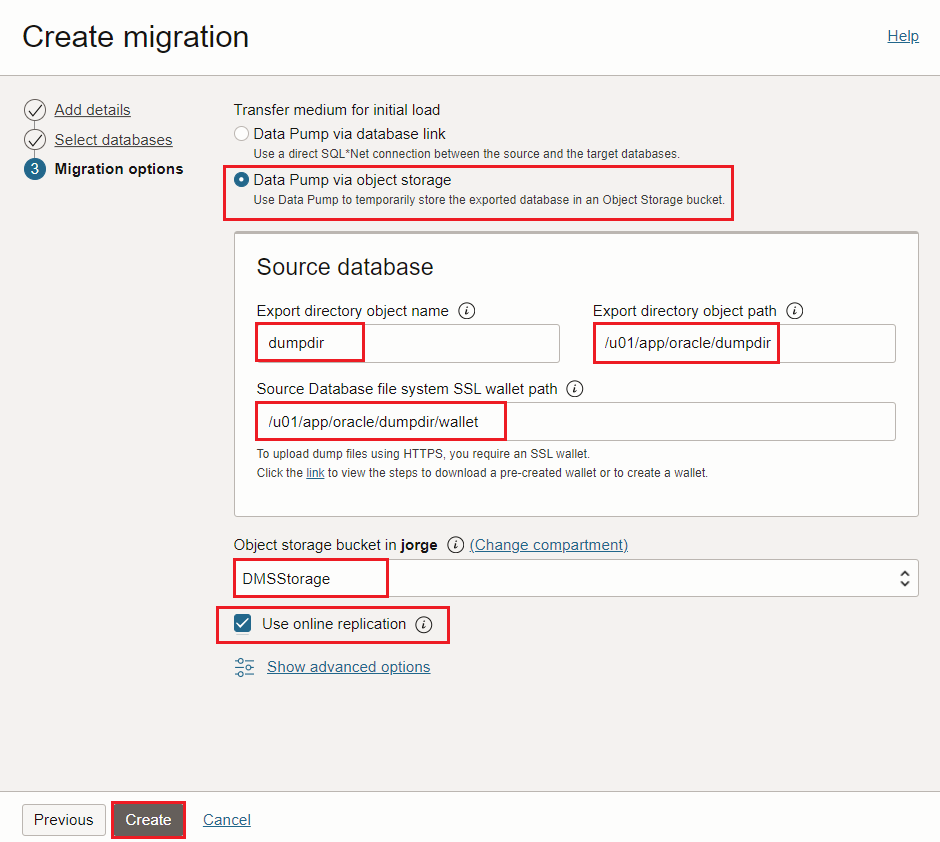 Create migration
Help
Add details
Select databases
3 Migration options
Transfer medium for initial load
Data Pump via database link
Use a direct SQL*Net connection between the source and the target databases.
Data Pump via object storage
Use Data Pump to temporarily store the exported database in an Object Storage bucket.
Source database
Export directory object name i
Export directory object path i
dumpdir
/u01/app/oracle/dumpdir
Source Database file system SSL wallet path i
/u01/app/oracle/dumpdir/wallet
To upload dump files using HTTPS, you require an SSL wallet.
Click the link to view the steps to download a pre-created wallet or to create a wallet.
Object storage bucket in jorge i (Change compartment)
DMSStorage
Use online replication i
Show advanced options
Previous Create Cancel